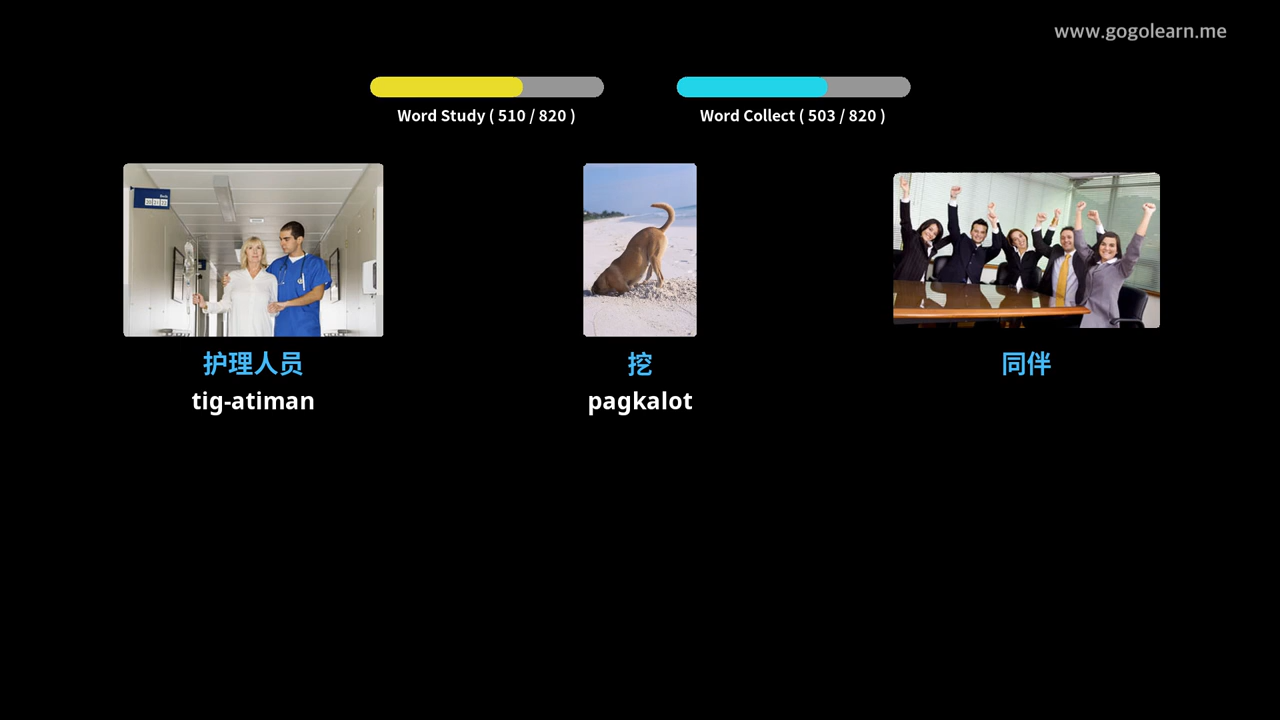 www.gogolearn.me
Word Study ( 510 / 820 )
Word Collect ( 503 / 820 )
护理人员
tig-atiman
挖
pagkalot
同伴